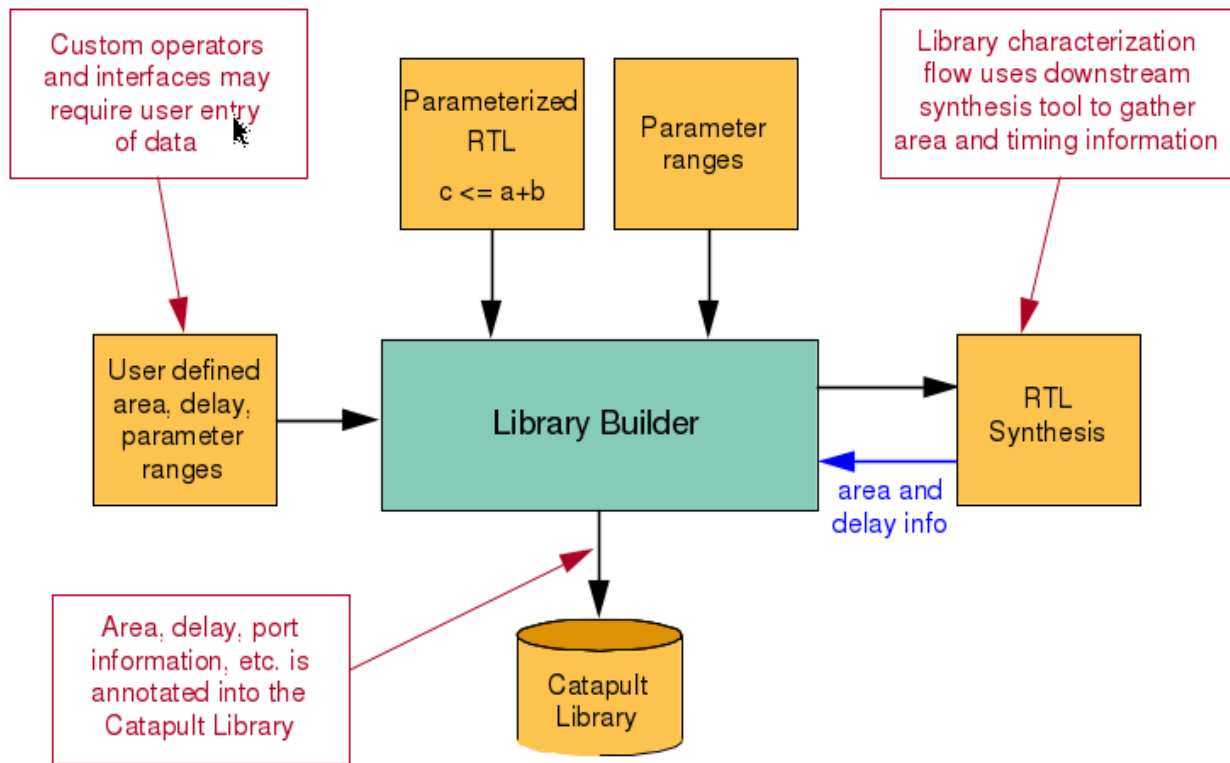 Custom operators
and interfaces may
require user entry
of data
Parameterized
RTL
c <= a+b
Parameter
ranges
Library characterization
flow uses downstream
synthesis tool to gather
area and timing information
User defined
area, delay,
parameter
ranges
Library Builder
RTL
Synthesis
area and
delay info
Area, delay, port
information, etc. is
annotated into the
Catapult Library
Catapult
Library